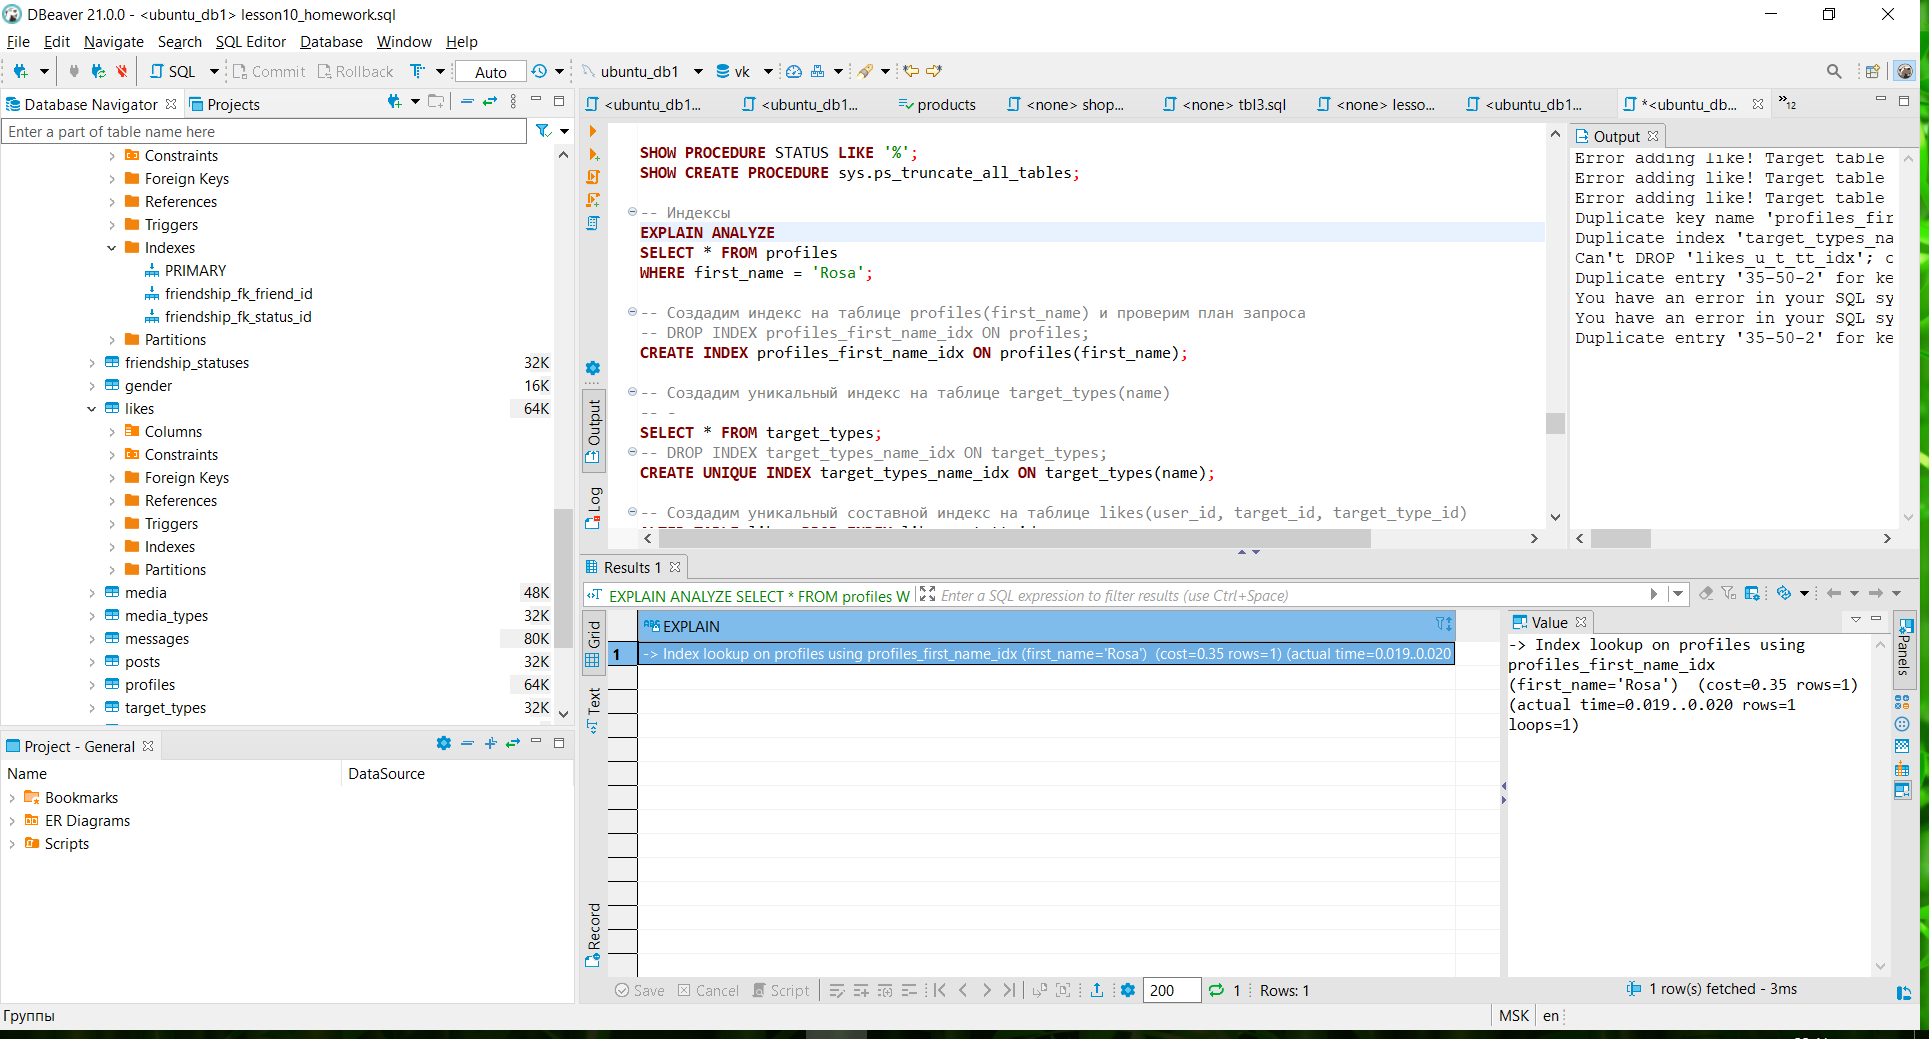 DBeaver 21.0.0 - <ubuntu_db1> lesson10_homework.sql
File Edit Navigate Search SQL Editor Database Window Help
SQL Commit Rollback Auto ubuntu_db1 vk
Database Navigator Projects
Enter a part of table name here
Constraints
Foreign Keys
References
Triggers
Indexes
PRIMARY
friendship_fk_friend_id
friendship_fk_status_id
Partitions
friendship_statuses 32K
gender 16K
likes 64K
Columns
Constraints
Foreign Keys
References
Triggers
Indexes
Partitions
media 48K
media_types 32K
messages 80K
posts 32K
profiles 64K
target_types 32K
Project - General
Name DataSource
Bookmarks
ER Diagrams
Scripts
<ubuntu_db1... <ubuntu_db1... products <none> shop... <none> tbl3.sql <none> lesso... <ubuntu_db1... *<ubuntu_db... »12
SHOW PROCEDURE STATUS LIKE '%';
SHOW CREATE PROCEDURE sys.ps_truncate_all_tables;
-- Индексы
EXPLAIN ANALYZE
SELECT * FROM profiles
WHERE first_name = 'Rosa';
-- Создадим индекс на таблице profiles(first_name) и проверим план запроса
-- DROP INDEX profiles_first_name_idx ON profiles;
CREATE INDEX profiles_first_name_idx ON profiles(first_name);
-- Создадим уникальный индекс на таблице target_types(name)
-- -
SELECT * FROM target_types;
-- DROP INDEX target_types_name_idx ON target_types;
CREATE UNIQUE INDEX target_types_name_idx ON target_types(name);
-- Создадим уникальный составной индекс на таблице likes(user_id, target_id, target_type_id)
Output
Log
Output
Error adding like! Target table
Error adding like! Target table
Error adding like! Target table
Duplicate key name 'profiles_fir
Duplicate index 'target_types_na
Can't DROP 'likes_u_t_tt_idx'; c
Duplicate entry '35-50-2' for ke
You have an error in your SQL sy
You have an error in your SQL sy
Duplicate entry '35-50-2' for ke
Results 1
EXPLAIN ANALYZE SELECT * FROM profiles W Enter a SQL expression to filter results (use Ctrl+Space)
Grid
Text
Record
ABC EXPLAIN
1 -> Index lookup on profiles using profiles_first_name_idx (first_name='Rosa') (cost=0.35 rows=1) (actual time=0.019..0.020
Value
-> Index lookup on profiles using
profiles_first_name_idx
(first_name='Rosa') (cost=0.35 rows=1)
(actual time=0.019..0.020 rows=1
loops=1)
Panels
Save Cancel Script 200 1 Rows: 1
1 row(s) fetched - 3ms
Группы MSK en